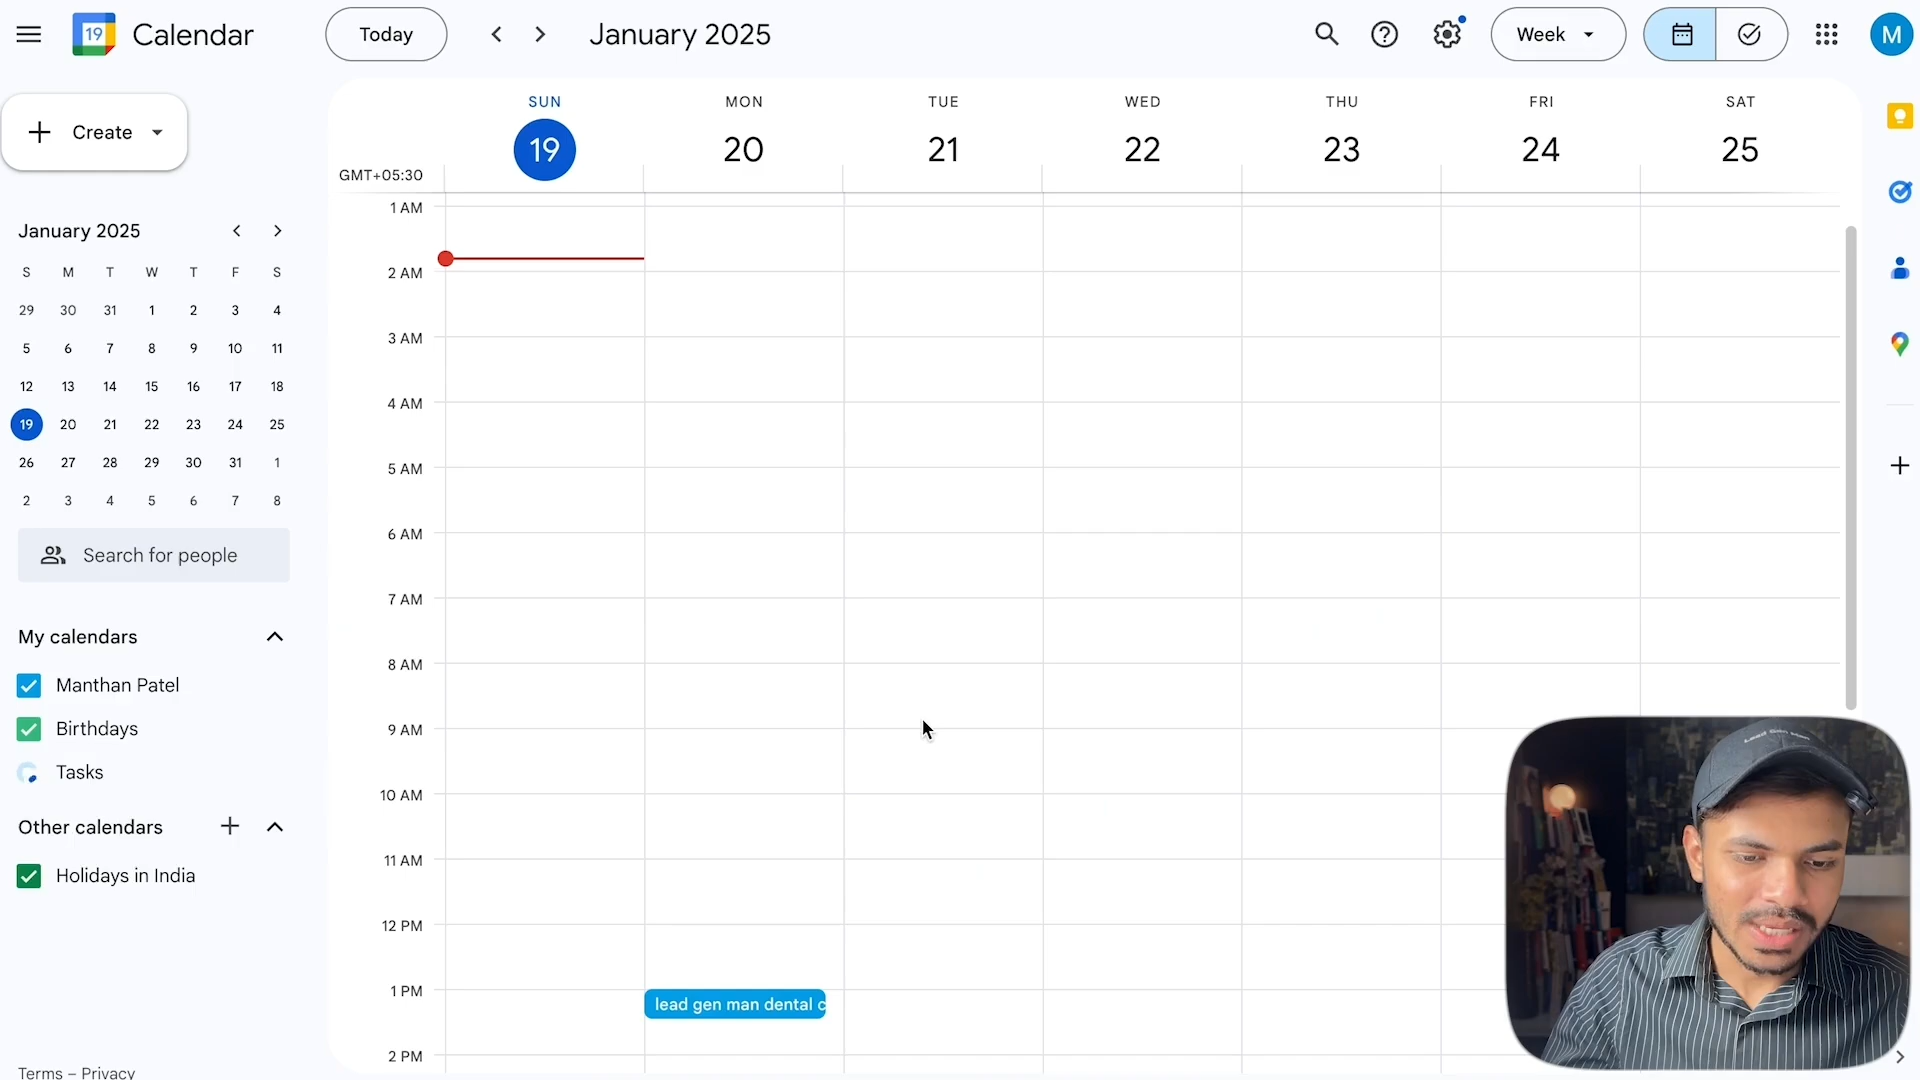 19 Calendar Today January 2025 Week M
Create
SUN MON TUE WED THU FRI SAT
19 20 21 22 23 24 25
GMT+05:30
January 2025
S M T W T F S
29 30 31 1 2 3 4
5 6 7 8 9 10 11
12 13 14 15 16 17 18
19 20 21 22 23 24 25
26 27 28 29 30 31 1
2 3 4 5 6 7 8
Search for people
My calendars
Manthan Patel
Birthdays
Tasks
Other calendars
Holidays in India
Terms – Privacy
1 AM
2 AM
3 AM
4 AM
5 AM
6 AM
7 AM
8 AM
9 AM
10 AM
11 AM
12 PM
1 PM
lead gen man dental c
2 PM
Lead Gen Man